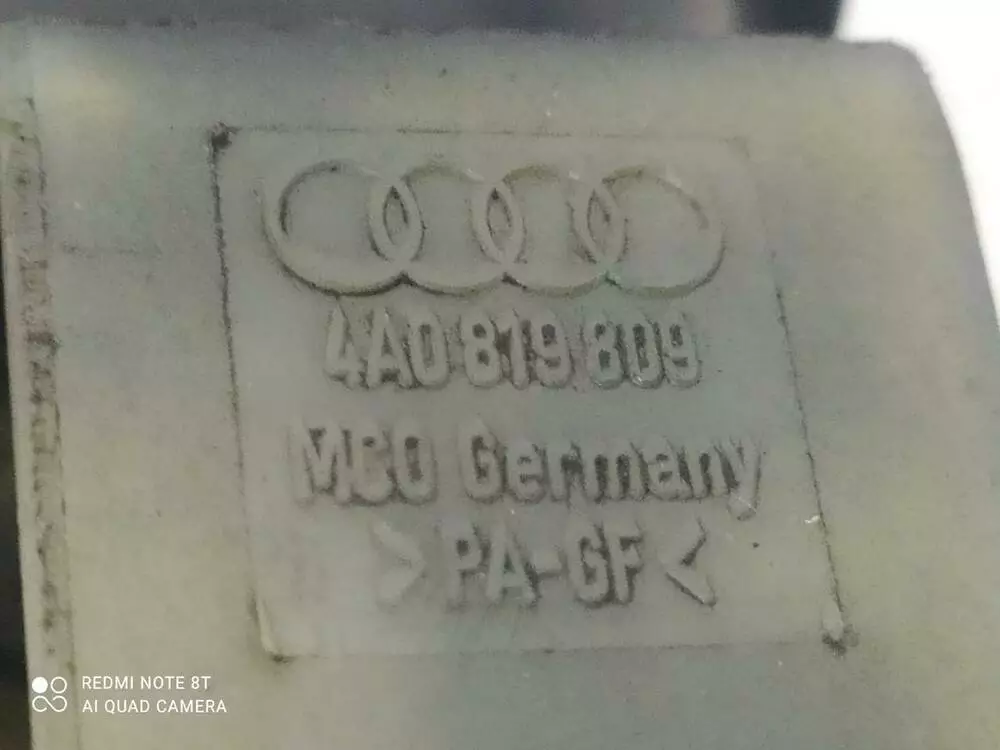 4A0 819 809
MCO Germany
>PA-GF<
REDMI NOTE 8T
AI QUAD CAMERA